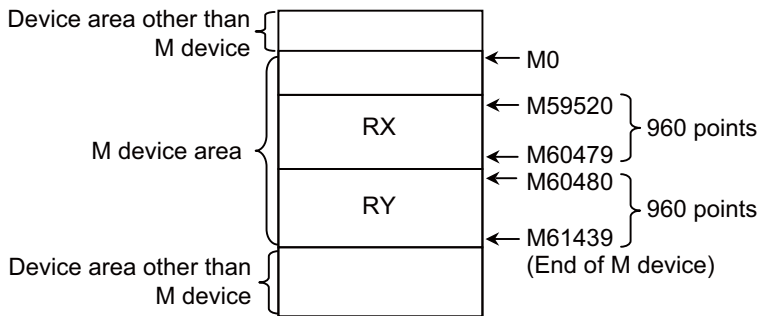 Device area other than
M device
M0
M59520
RX
960 points
M device area
M60479
M60480
RY
960 points
M61439
(End of M device)
Device area other than
M device